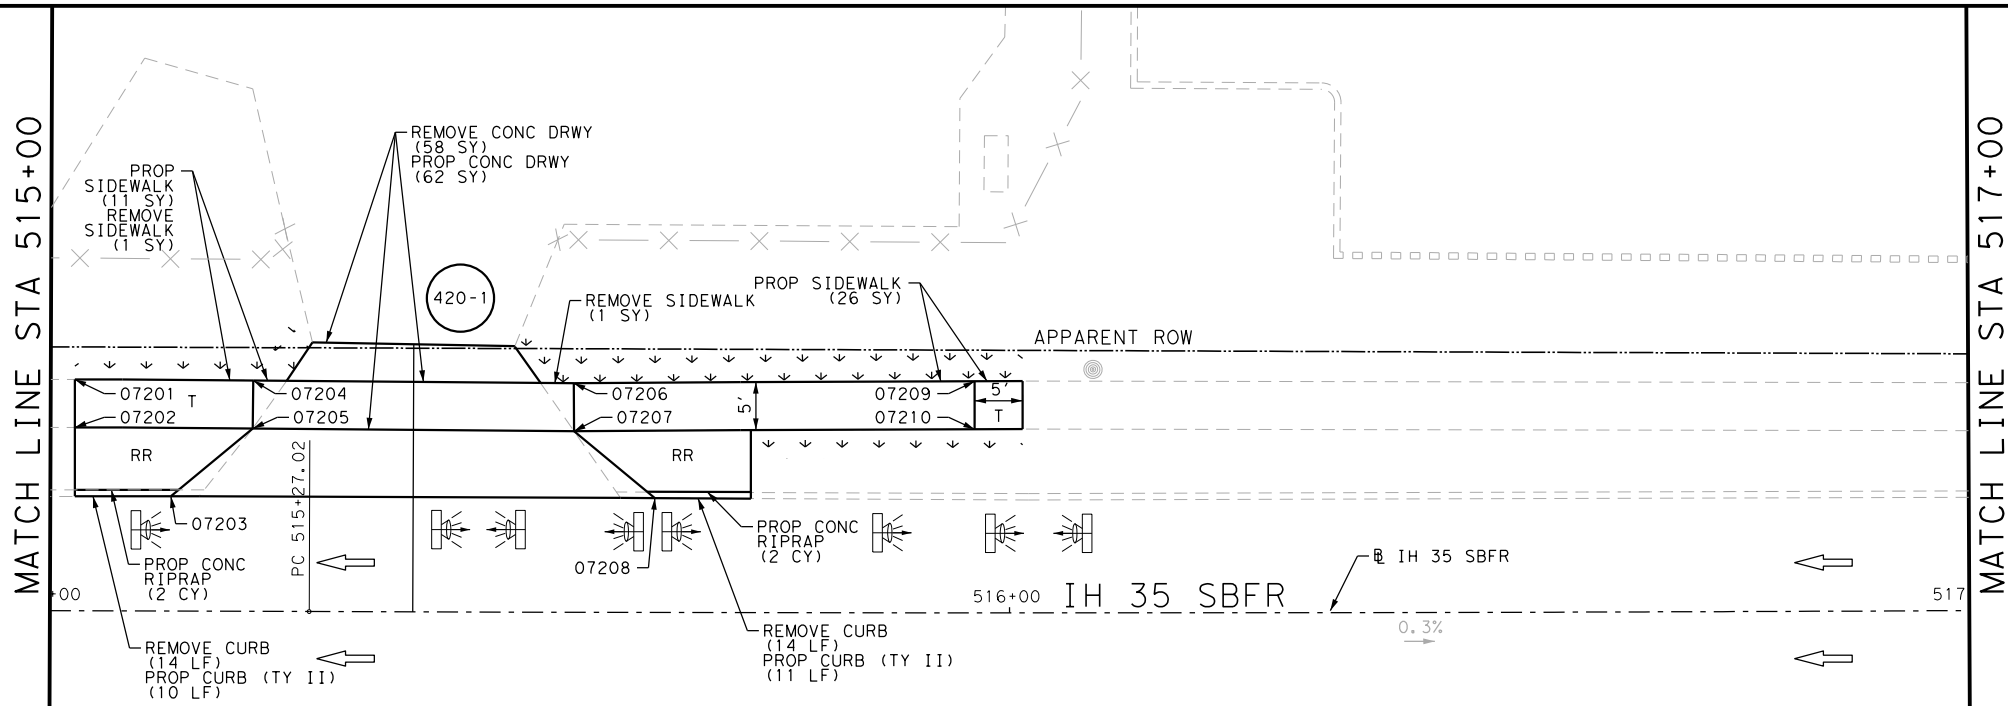 MATCH LINE STA 515+00
PROP
SIDEWALK
(11 SY)
REMOVE
SIDEWALK
(1 SY)
REMOVE CONC DRWY
(58 SY)
PROP CONC DRWY
(62 SY)
420-1
REMOVE SIDEWALK
(1 SY)
PROP SIDEWALK
(26 SY)
APPARENT ROW
07201
T
07202
07204
07205
07206
07207
5'
07209
07210
5'
T
RR
RR
07203
PC 515+27.02
PROP CONC
RIPRAP
(2 CY)
07208
PROP CONC
RIPRAP
(2 CY)
+00
516+00
IH 35 SBFR
IH 35 SBFR
517
0.3%
REMOVE CURB
(14 LF)
PROP CURB (TY II)
(10 LF)
REMOVE CURB
(14 LF)
PROP CURB (TY II)
(11 LF)
MATCH LINE STA 517+00